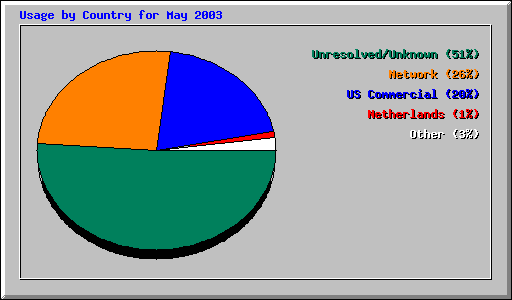 Usage by Country for May 2003
Unresolved/Unknown (51%)
Network (26%)
US Commercial (20%)
Netherlands (1%)
Other (3%)